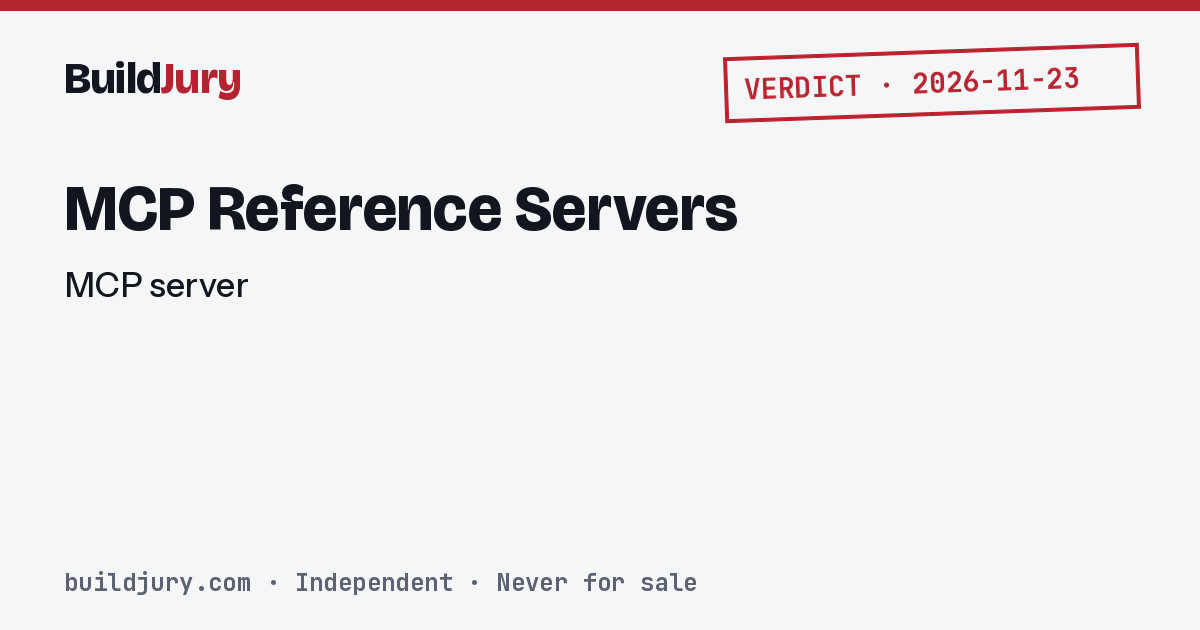 BuildJury
VERDICT · 2026-11-23
MCP Reference Servers
MCP server
buildjury.com · Independent · Never for sale